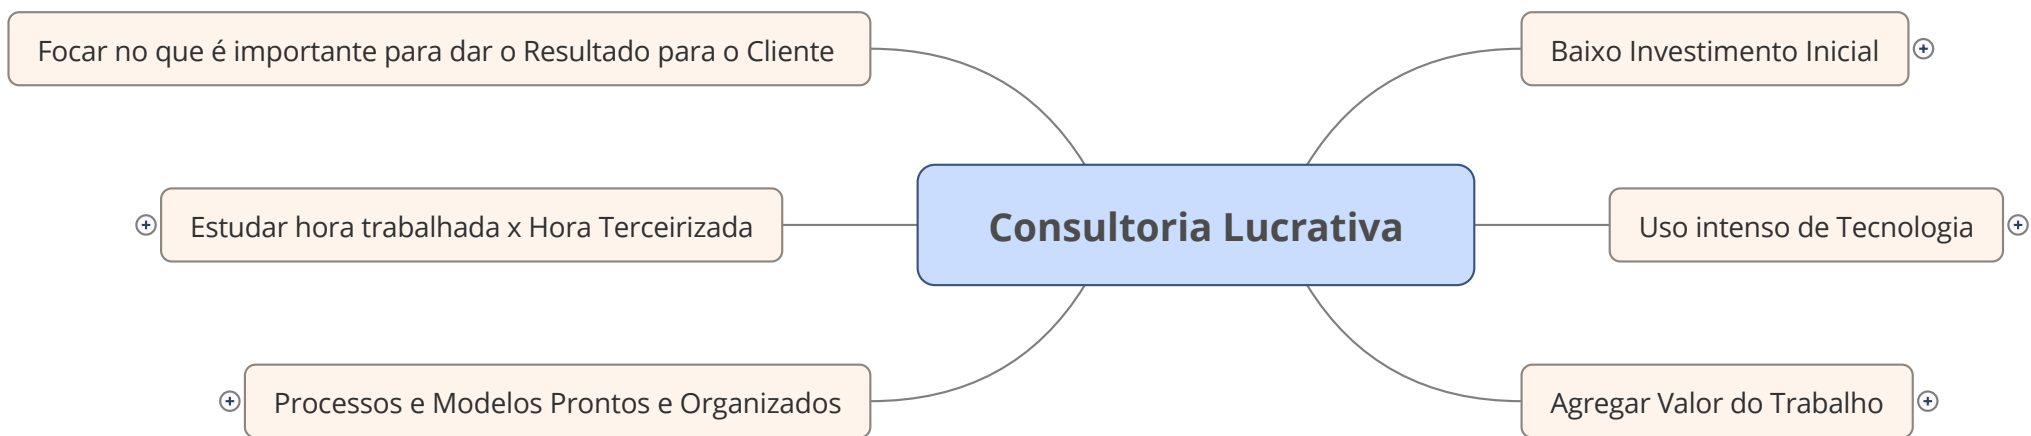 Focar no que é importante para dar o Resultado para o Cliente
Baixo Investimento Inicial
Estudar hora trabalhada x Hora Terceirizada
Consultoria Lucrativa
Uso intenso de Tecnologia
Processos e Modelos Prontos e Organizados
Agregar Valor do Trabalho